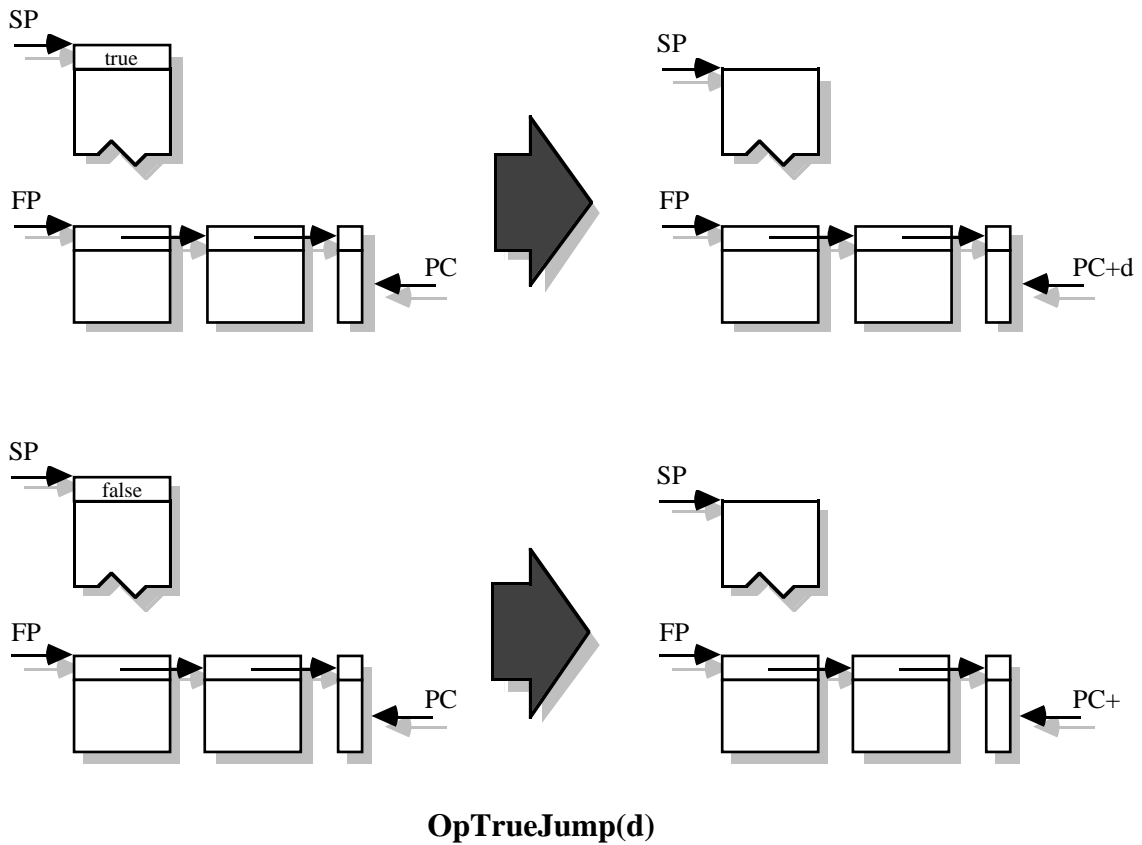 SP
true
SP
FP
FP
PC
PC+d
SP
false
SP
FP
FP
PC
PC+
OpTrueJump(d)